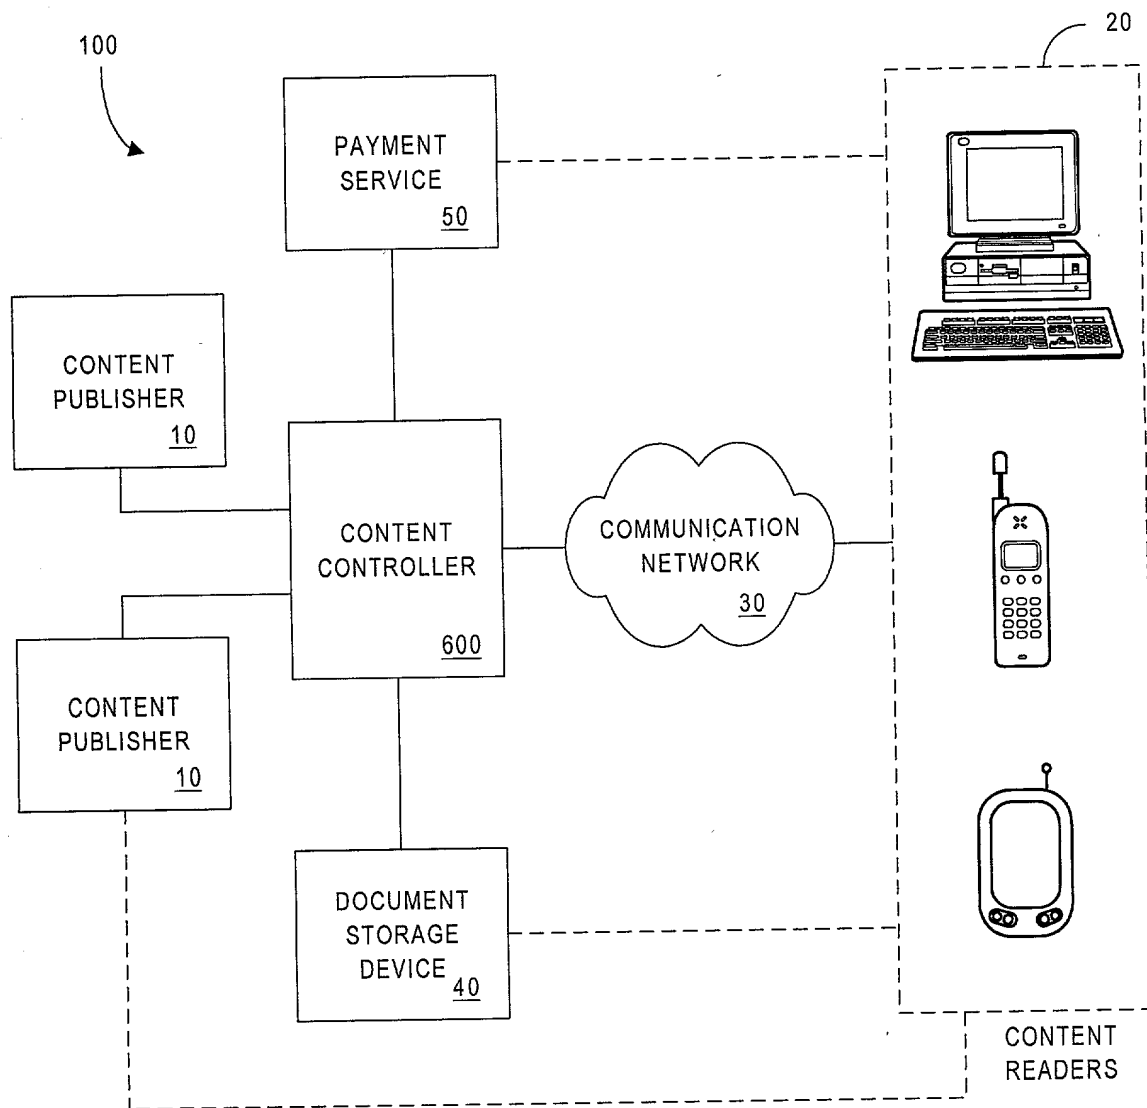 20
100
PAYMENT
SERVICE
50
CONTENT
PUBLISHER
10
CONTENT
CONTROLLER
600
COMMUNICATION
NETWORK
30
CONTENT
PUBLISHER
10
DOCUMENT
STORAGE
DEVICE
40
CONTENT
READERS